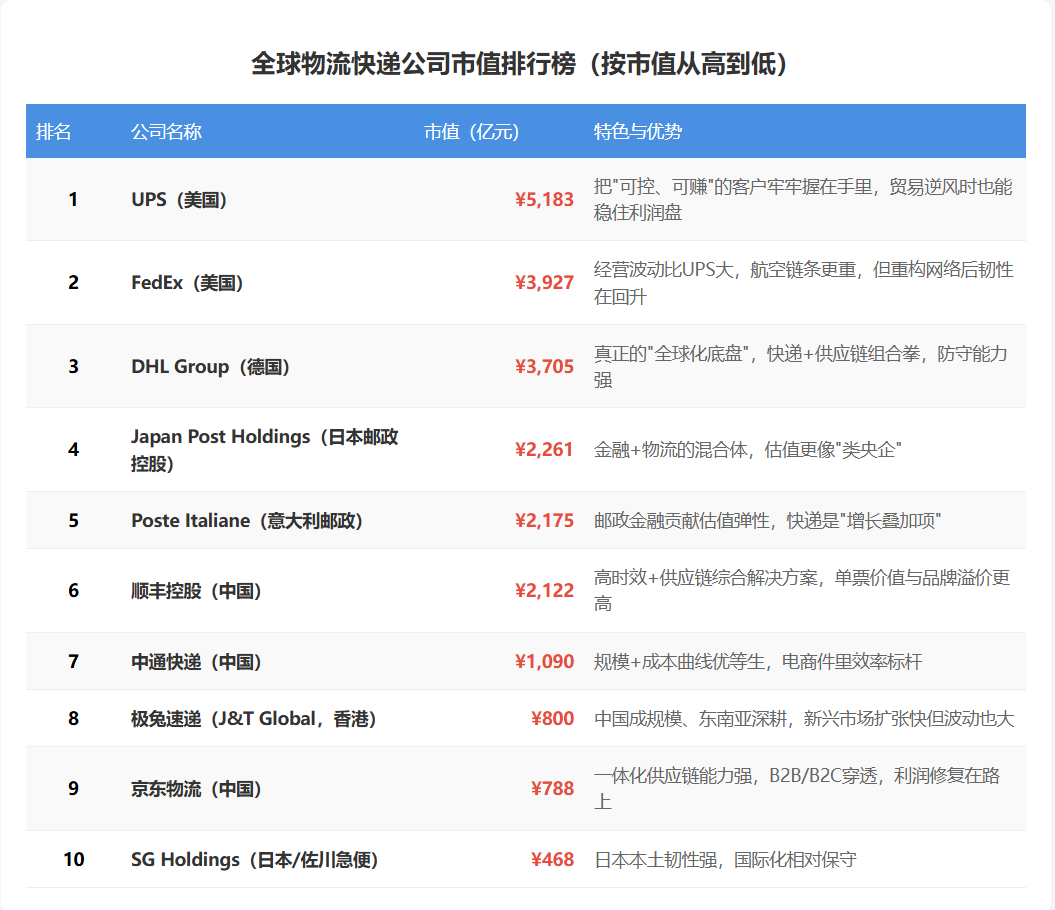 全球物流快递公司市值排行榜（按市值从高到低）
排名 公司名称 市值（亿元） 特色与优势
1 UPS（美国） ¥5,183 把"可控、可赚"的客户牢牢握在手里，贸易逆风时也能
稳住利润盘
2 FedEx（美国） ¥3,927 经营波动比UPS大，航空链条更重，但重构网络后韧性
在回升
3 DHL Group（德国） ¥3,705 真正的"全球化底盘"，快递+供应链组合拳，防守能力
强
4 Japan Post Holdings（日本邮政
控股） ¥2,261 金融+物流的混合体，估值更像"类央企"
5 Poste Italiane（意大利邮政） ¥2,175 邮政金融贡献估值弹性，快递是"增长叠加项"
6 顺丰控股（中国） ¥2,122 高时效+供应链综合解决方案，单票价值与品牌溢价更
高
7 中通快递（中国） ¥1,090 规模+成本曲线优等生，电商件里效率标杆
8 极兔速递（J&T Global，香港） ¥800 中国成规模、东南亚深耕，新兴市场扩张快但波动也大
9 京东物流（中国） ¥788 一体化供应链能力强，B2B/B2C穿透，利润修复在路
上
10 SG Holdings（日本/佐川急便） ¥468 日本本土韧性强，国际化相对保守